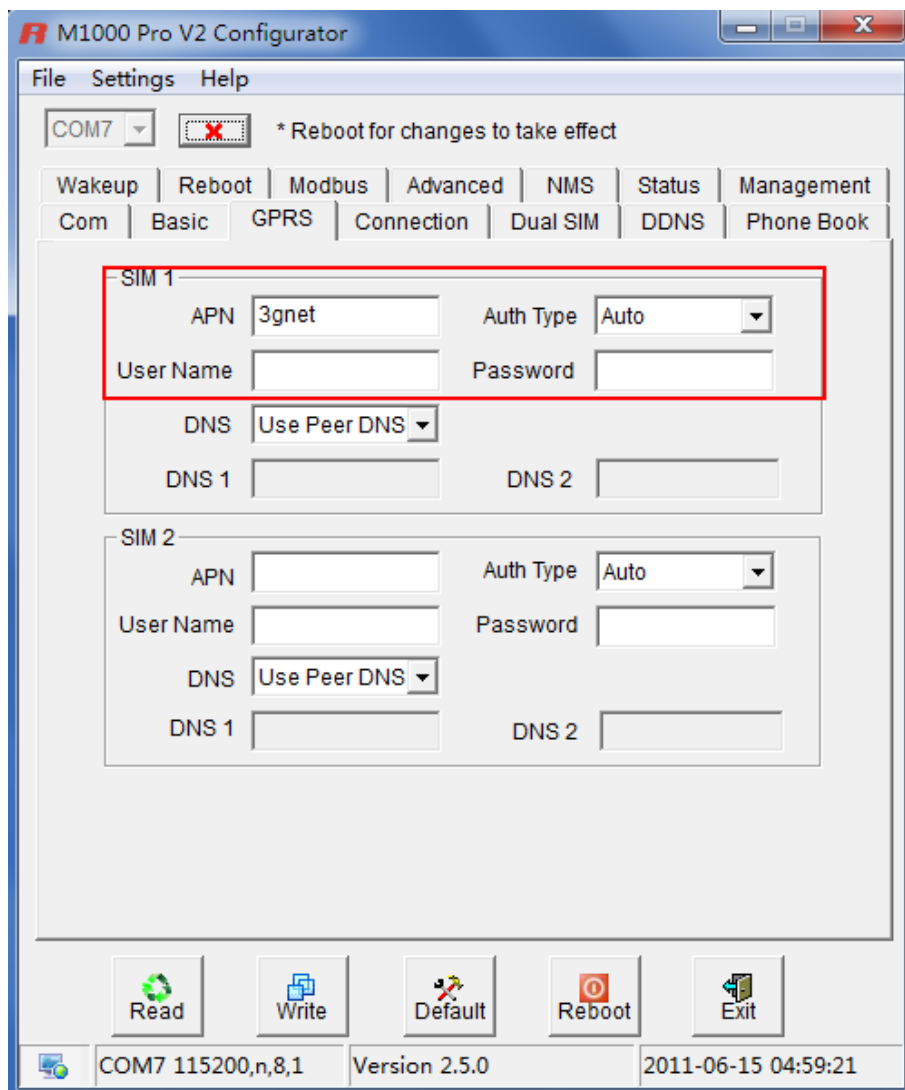 M1000 Pro V2 Configurator
File Settings Help
COM7 * Reboot for changes to take effect
Wakeup Reboot Modbus Advanced NMS Status Management
Com Basic GPRS Connection Dual SIM DDNS Phone Book
SIM 1
APN 3gnet Auth Type Auto
User Name Password
DNS Use Peer DNS
DNS 1 DNS 2
SIM 2
APN Auth Type Auto
User Name Password
DNS Use Peer DNS
DNS 1 DNS 2
Read Write Default Reboot Exit
COM7 115200,n,8,1 Version 2.5.0 2011-06-15 04:59:21